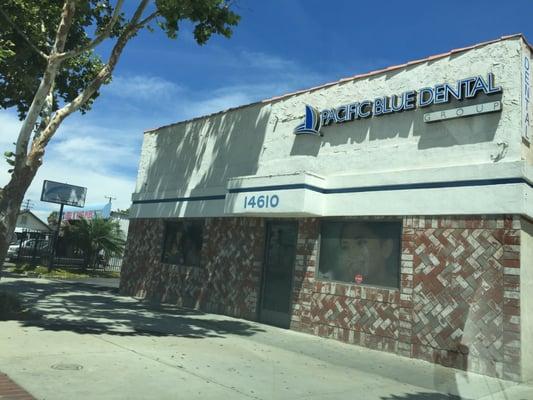 PACIFIC BLUE DENTAL
GROUP
14610
DENTAL